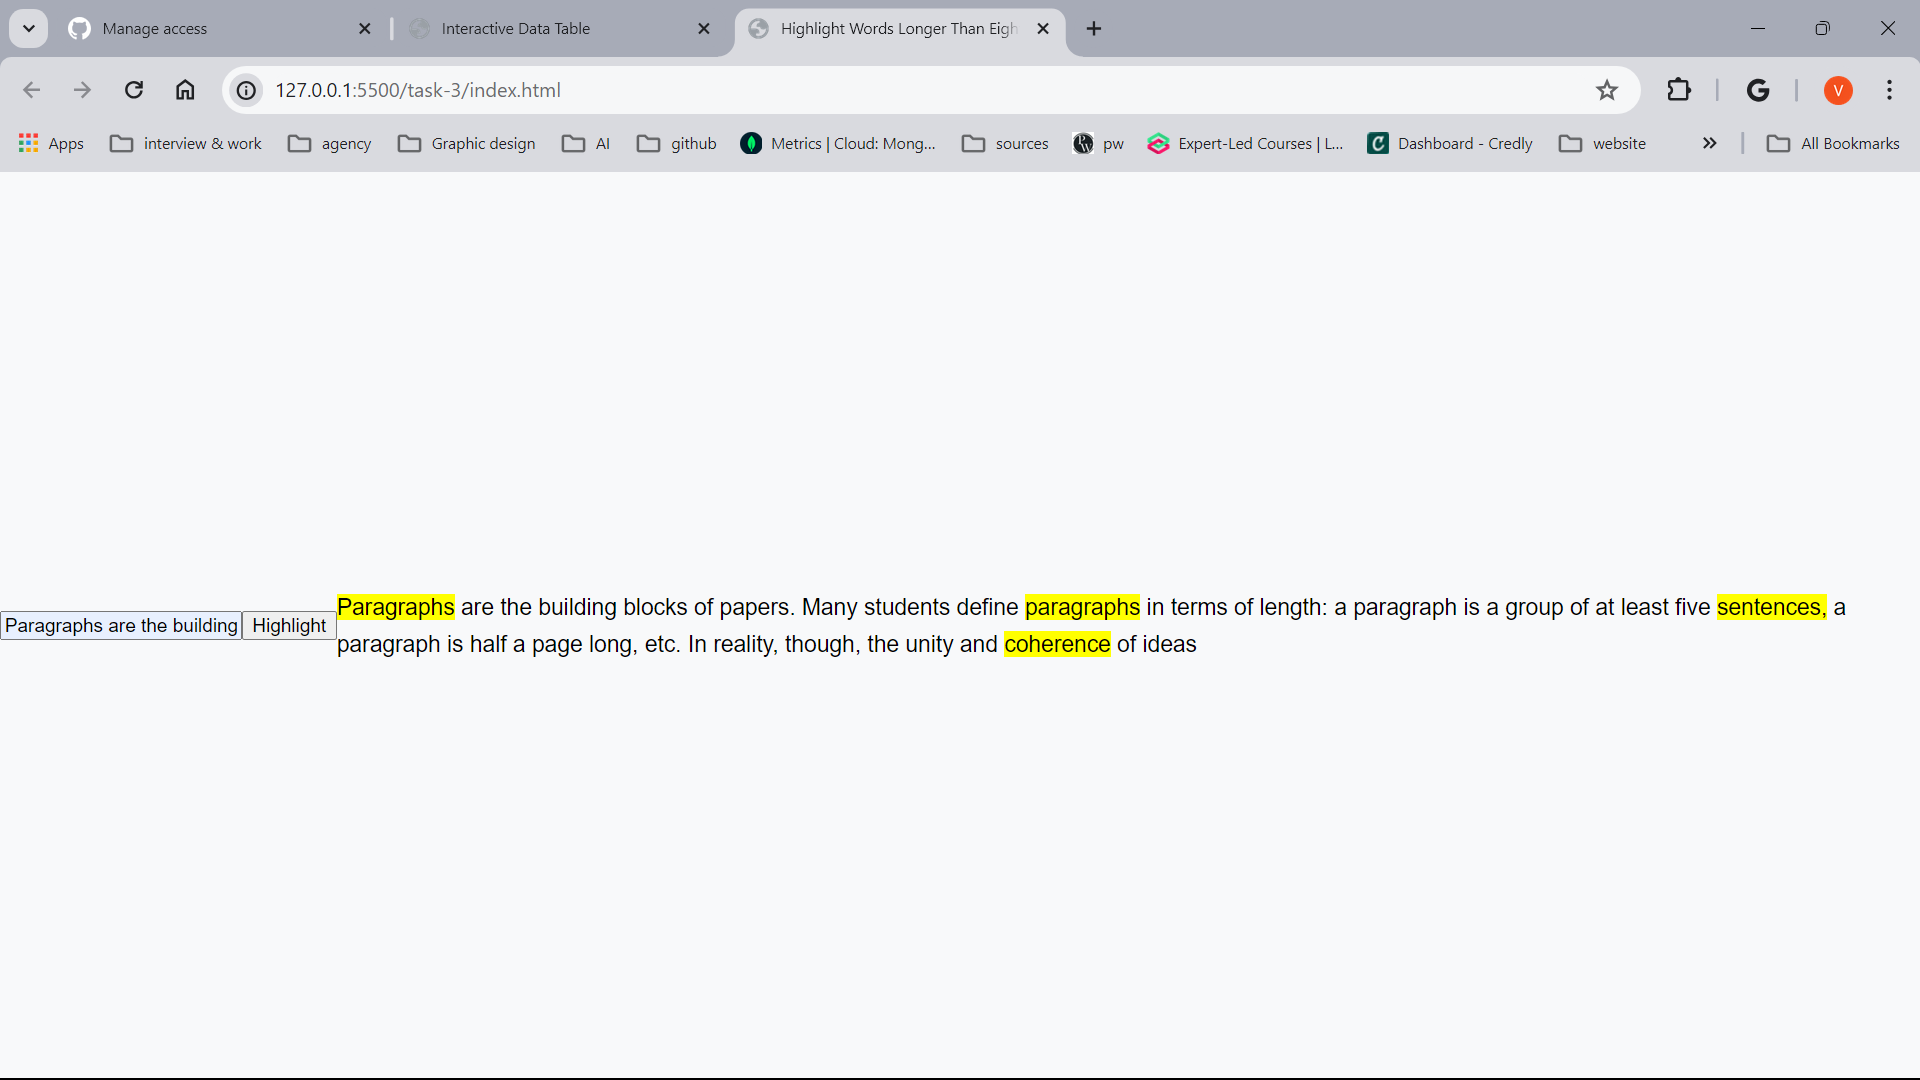 Manage access
Interactive Data Table
Highlight Words Longer Than Eigh
127.0.0.1:5500/task-3/index.html
V
Apps
interview & work
agency
Graphic design
AI
github
Metrics | Cloud: Mong...
sources
pw
Expert-Led Courses | L...
Dashboard - Credly
website
All Bookmarks
Paragraphs are the building
Highlight
Paragraphs are the building blocks of papers. Many students define paragraphs in terms of length: a paragraph is a group of at least five sentences, a
paragraph is half a page long, etc. In reality, though, the unity and coherence of ideas